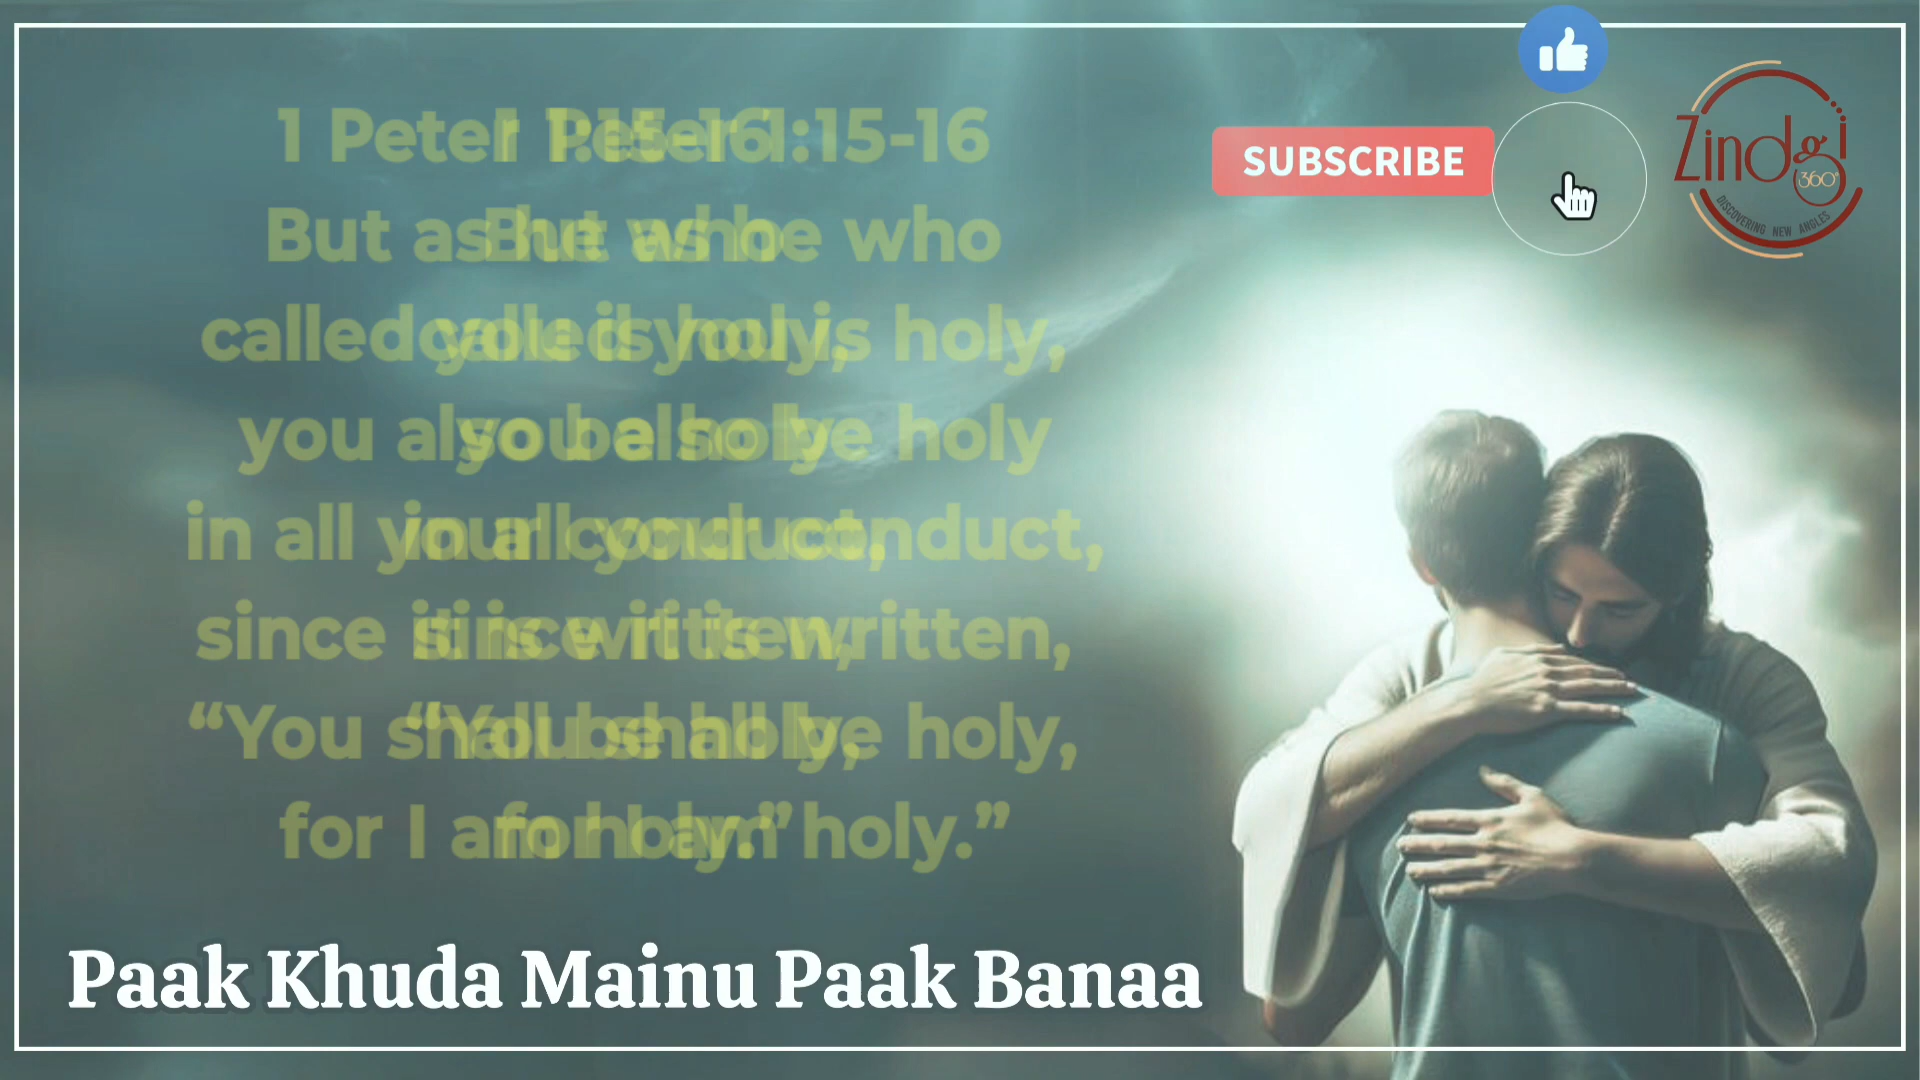 1 Peter 1:15-16
But as he who
called you is holy,
you also be holy
in all your conduct,
since it is written,
“You shall be holy,
for I am holy.”
SUBSCRIBE
Zindgi
360°
DISCOVERING NEW ANGLES
Paak Khuda Mainu Paak Banaa